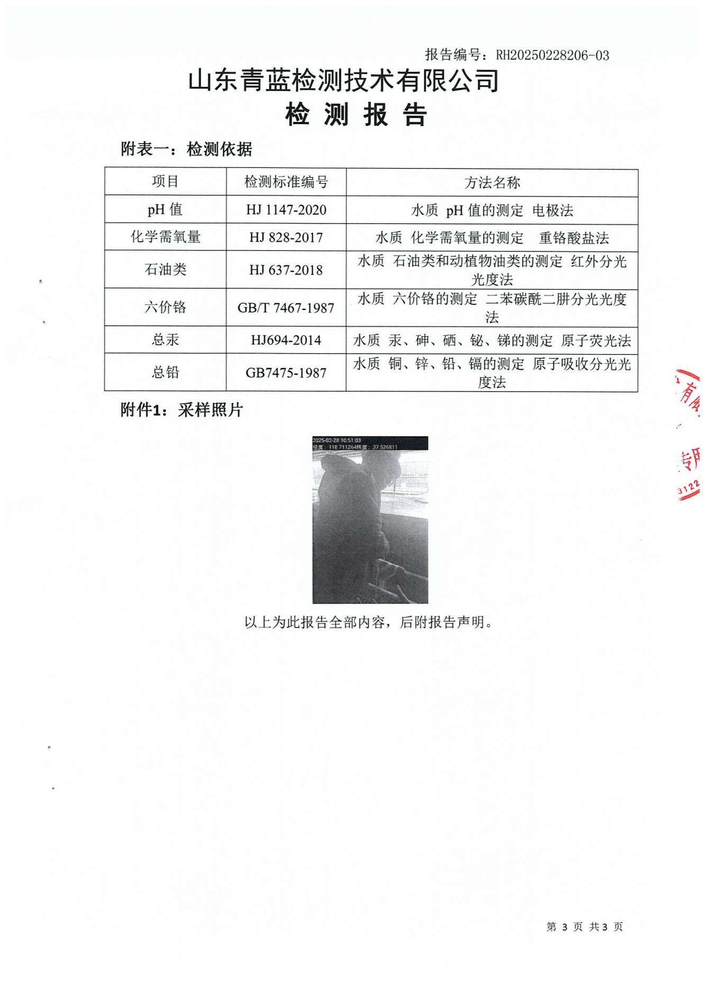 报告编号：RH20250228206-03
山东青蓝检测技术有限公司
检 测 报 告
附表一：检测依据
项目 检测标准编号 方法名称
pH 值 HJ 1147-2020 水质 pH 值的测定 电极法
化学需氧量 HJ 828-2017 水质 化学需氧量的测定 重铬酸盐法
石油类 HJ 637-2018 水质 石油类和动植物油类的测定 红外分光
光度法
六价铬 GB/T 7467-1987 水质 六价铬的测定 二苯碳酰二肼分光光度
法
总汞 HJ694-2014 水质 汞、砷、硒、铋、锑的测定 原子荧光法
总铅 GB7475-1987 水质 铜、锌、铅、镉的测定 原子吸收分光光
度法
有限
专用
3122
附件1：采样照片
2025-02-28 10:51:03
经度：118.711264纬度：37.526811
以上为此报告全部内容，后附报告声明。
第 3 页 共3 页